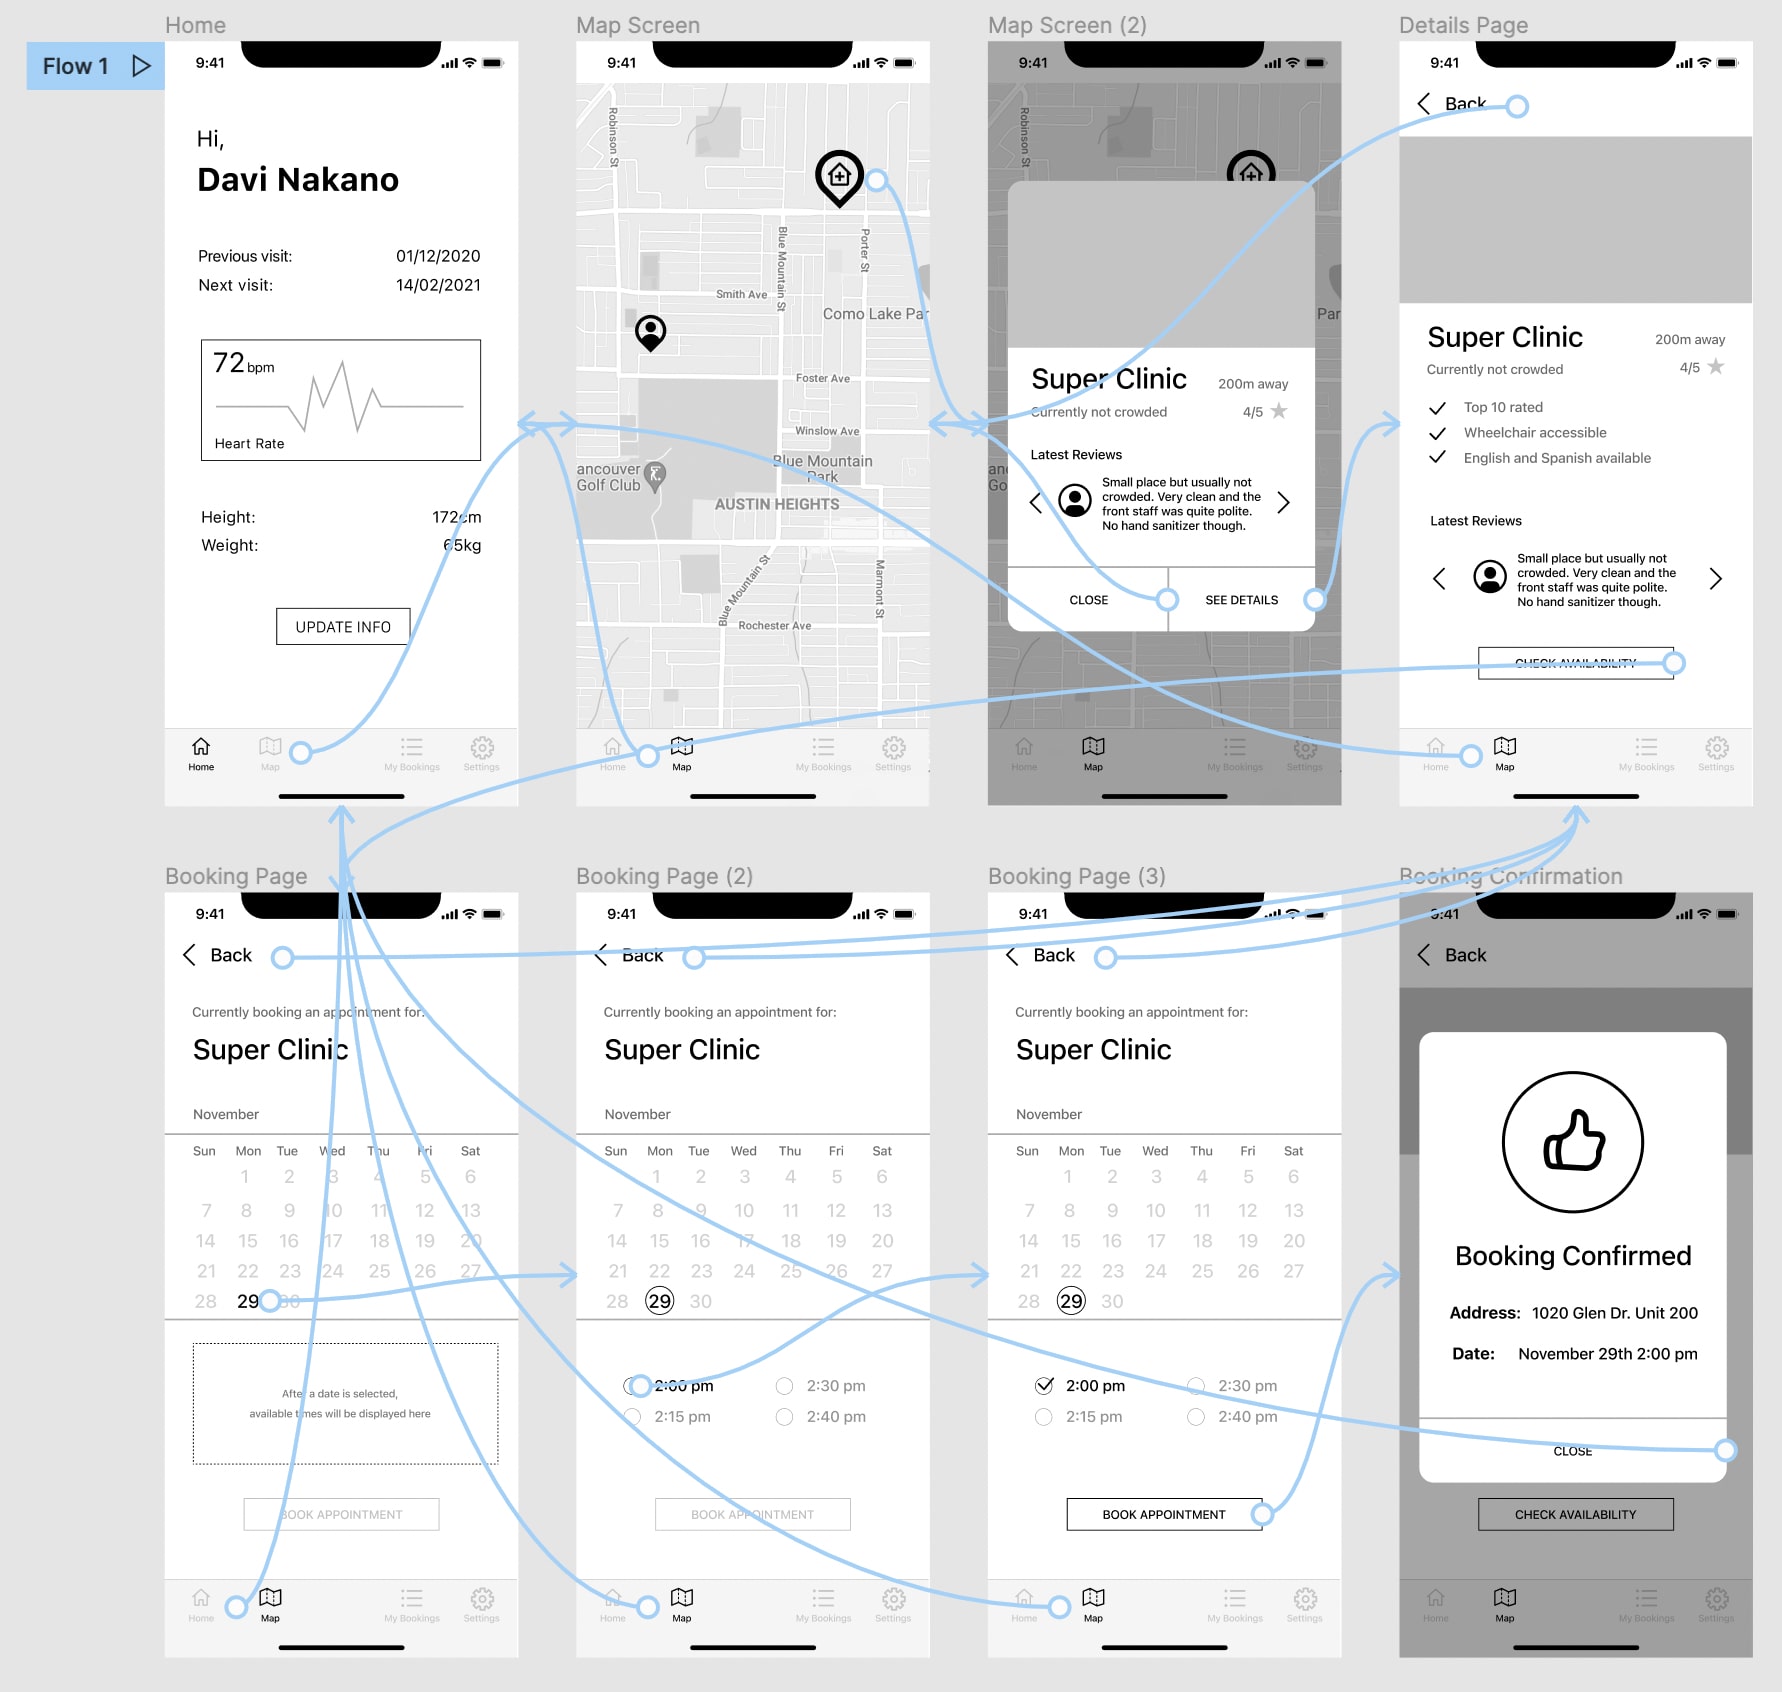 Flow 1
Home
9:41
Hi,
Davi Nakano
Previous visit: 01/12/2020
Next visit: 14/02/2021
72 bpm
Heart Rate
Height: 172cm
Weight: 65kg
UPDATE INFO
Home Map My Bookings Settings
Map Screen
9:41
Robinson St
Blue Mountain St
Porter St
Smith Ave
Como Lake Par
Foster Ave
Winslow Ave
ancouver
Golf Club
Blue Mountain
Park
AUSTIN HEIGHTS
Blue Mountain St
Marmont St
Rochester Ave
Home Map My Bookings Settings
Map Screen (2)
9:41
Robinson St
Par
Super Clinic 200m away
Currently not crowded 4/5
Latest Reviews
Small place but usually not
crowded. Very clean and the
front staff was quite polite.
No hand sanitizer though.
an
Go
CLOSE SEE DETAILS
Home Map My Bookings Settings
Details Page
9:41
Back
Super Clinic 200m away
Currently not crowded 4/5
Top 10 rated
Wheelchair accessible
English and Spanish available
Latest Reviews
Small place but usually not
crowded. Very clean and the
front staff was quite polite.
No hand sanitizer though.
CHECK AVAILABILITY
Home Map My Bookings Settings
Booking Page
9:41
Back
Currently booking an appointment for:
Super Clinic
November
Sun Mon Tue Wed Thu Fri Sat
1 2 3 4 5 6
7 8 9 10 11 12 13
14 15 16 17 18 19 20
21 22 23 24 25 26 27
28 29 30
After a date is selected,
available times will be displayed here
BOOK APPOINTMENT
Home Map My Bookings Settings
Booking Page (2)
9:41
Back
Currently booking an appointment for:
Super Clinic
November
Sun Mon Tue Wed Thu Fri Sat
1 2 3 4 5 6
7 8 9 10 11 12 13
14 15 16 17 18 19 20
21 22 23 24 25 26 27
28 29 30
2:00 pm 2:30 pm
2:15 pm 2:40 pm
BOOK APPOINTMENT
Home Map My Bookings Settings
Booking Page (3)
9:41
Back
Currently booking an appointment for:
Super Clinic
November
Sun Mon Tue Wed Thu Fri Sat
1 2 3 4 5 6
7 8 9 10 11 12 13
14 15 16 17 18 19 20
21 22 23 24 25 26 27
28 29 30
2:00 pm 2:30 pm
2:15 pm 2:40 pm
BOOK APPOINTMENT
Home Map My Bookings Settings
Booking Confirmation
9:41
Back
Booking Confirmed
Address: 1020 Glen Dr. Unit 200
Date: November 29th 2:00 pm
CLOSE
CHECK AVAILABILITY
Home Map My Bookings Settings